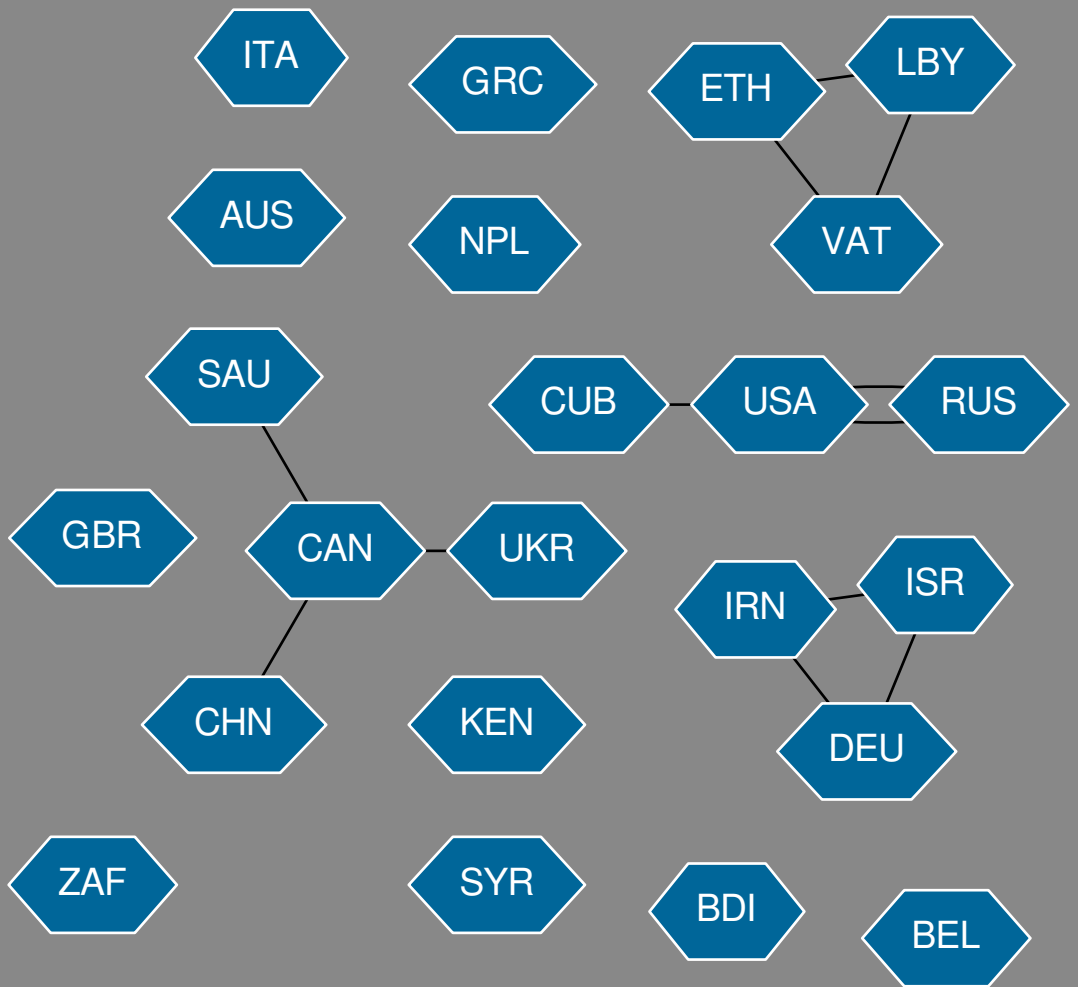 ITA
GRC
ETH
LBY
AUS
NPL
VAT
SAU
CUB
USA
RUS
GBR
CAN
UKR
IRN
ISR
CHN
KEN
DEU
ZAF
SYR
BDI
BEL